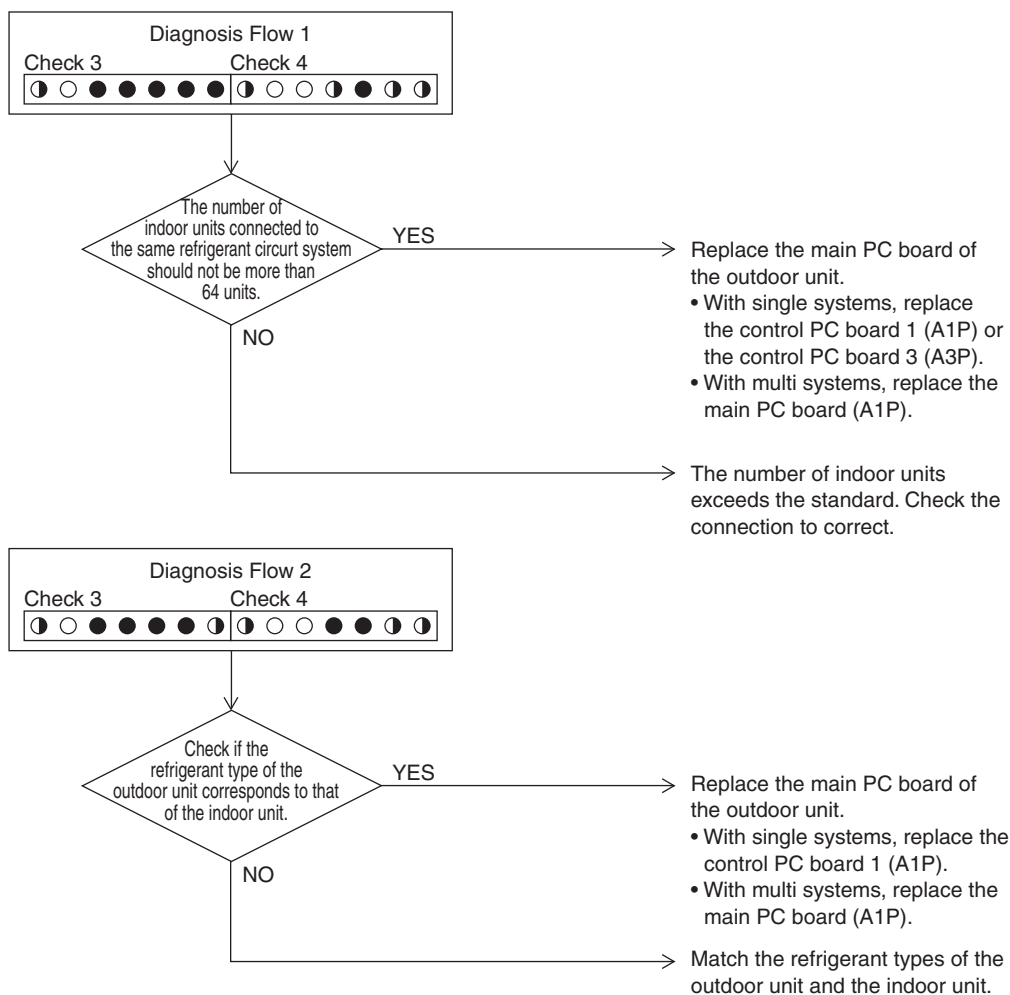 Diagnosis Flow 1
Check 3 Check 4
The number of
indoor units connected to
the same refrigerant circurt system
should not be more than
64 units.
YES
Replace the main PC board of
the outdoor unit.
• With single systems, replace
the control PC board 1 (A1P) or
the control PC board 3 (A3P).
• With multi systems, replace the
main PC board (A1P).
NO
The number of indoor units
exceeds the standard. Check the
connection to correct.
Diagnosis Flow 2
Check 3 Check 4
Check if the
refrigerant type of the
outdoor unit corresponds to that
of the indoor unit.
YES
Replace the main PC board of
the outdoor unit.
• With single systems, replace the
control PC board 1 (A1P).
• With multi systems, replace the
main PC board (A1P).
NO
Match the refrigerant types of the
outdoor unit and the indoor unit.